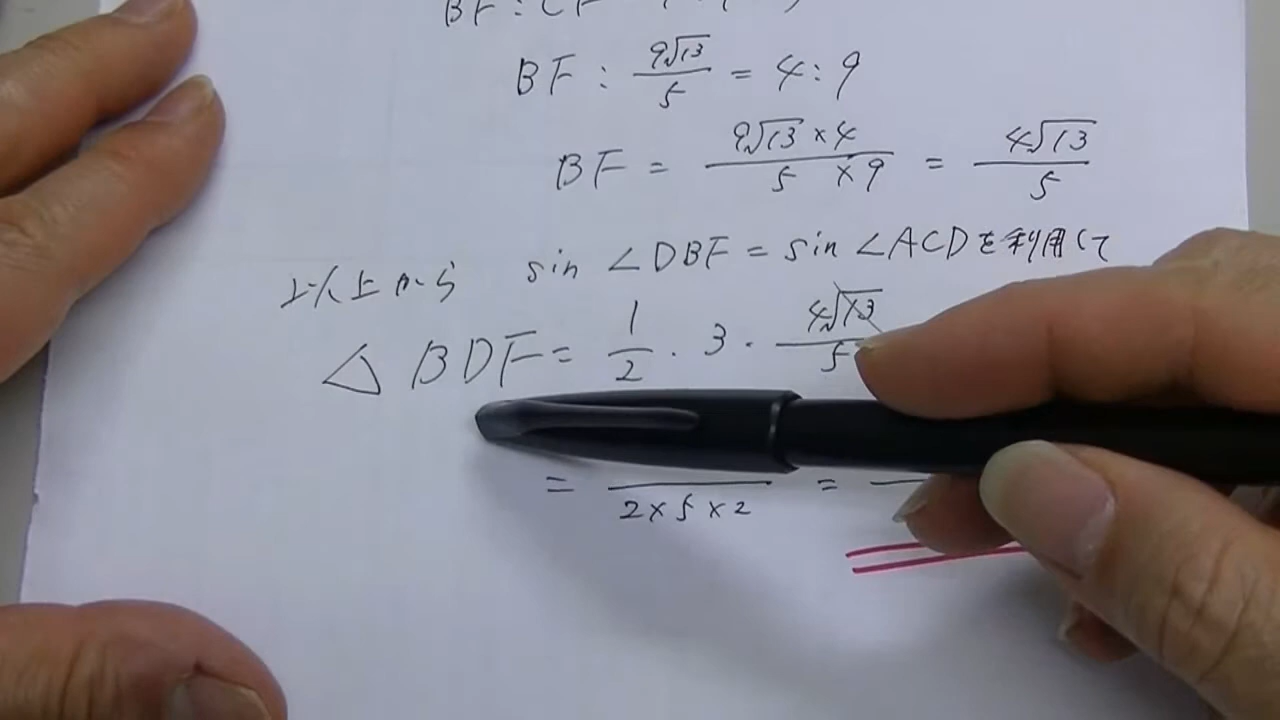 BF : CF
BF : 9√13/5 = 4 : 9
BF = 9√13 × 4 / 5 × 9 = 4√13/5
以上から sin ∠DBF = sin ∠ACDを利用して
△BDF = 1/2 · 3 · 4√13/5
= /2×5×2 =